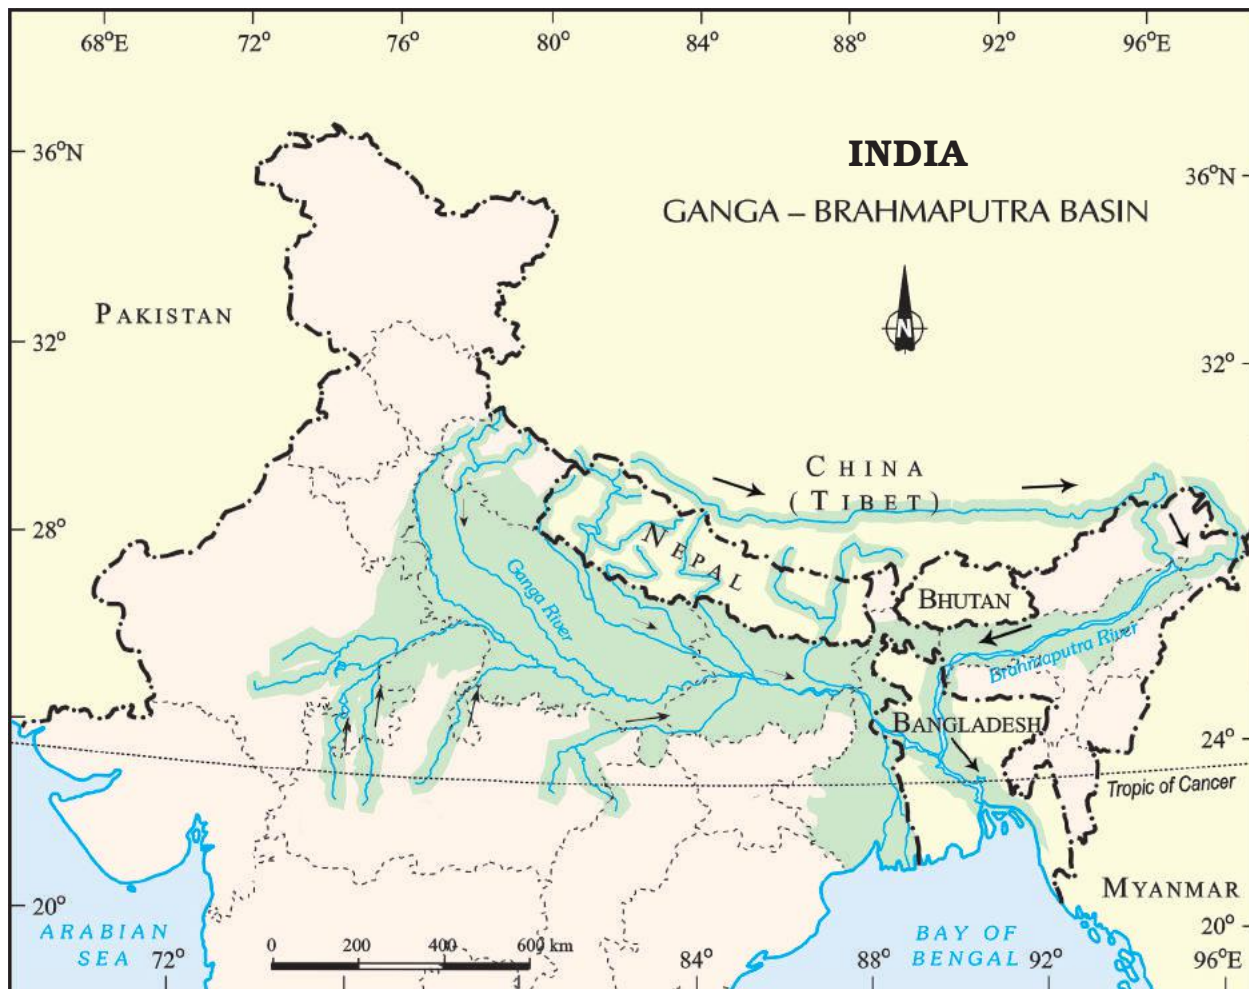 68°E 72° 76° 80° 84° 88° 92° 96°E
36°N
INDIA
36°N
GANGA – BRAHMAPUTRA BASIN
PAKISTAN
N
32°
32°
CHINA
(TIBET)
28°
28°
NEPAL
Ganga River
BHUTAN
Brahmaputra River
BANGLADESH
24°
Tropic of Cancer
MYANMAR
20°
20°
ARABIAN
SEA
BAY OF
BENGAL
0 200 400 600 km
72° 84° 88° 92° 96°E